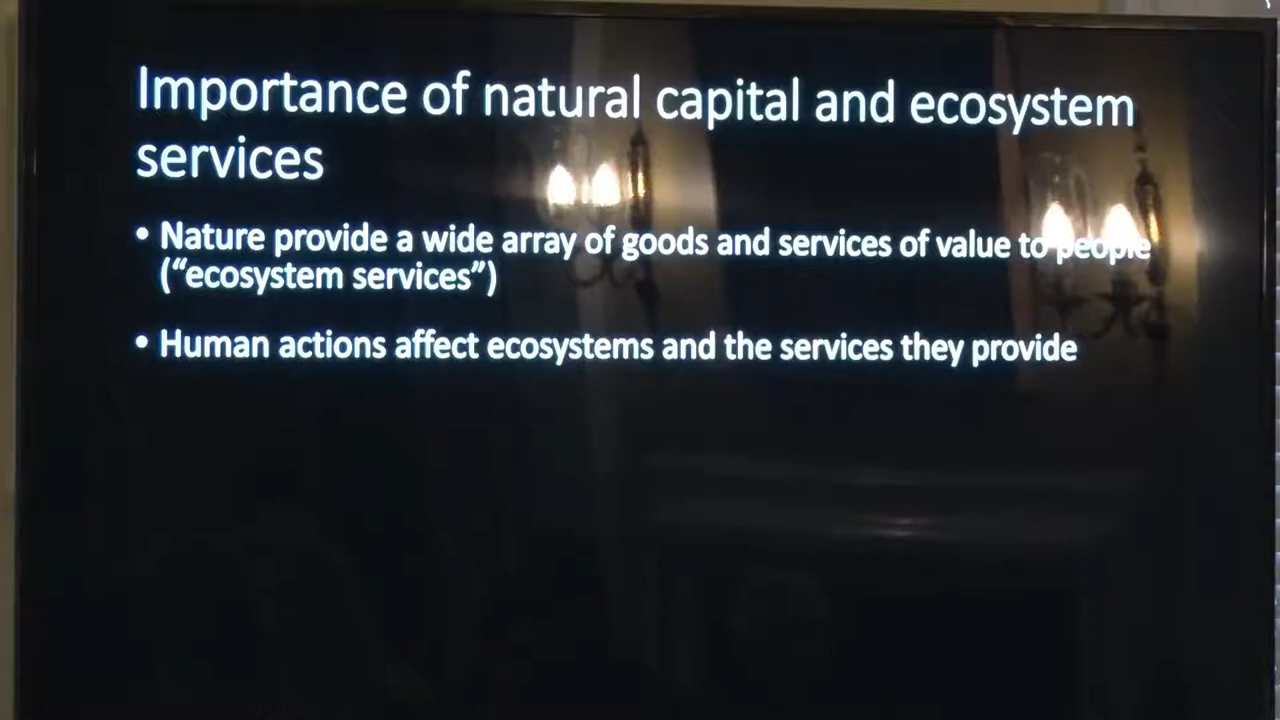 Importance of natural capital and ecosystem
services
• Nature provide a wide array of goods and services of value to people
(“ecosystem services”)
• Human actions affect ecosystems and the services they provide